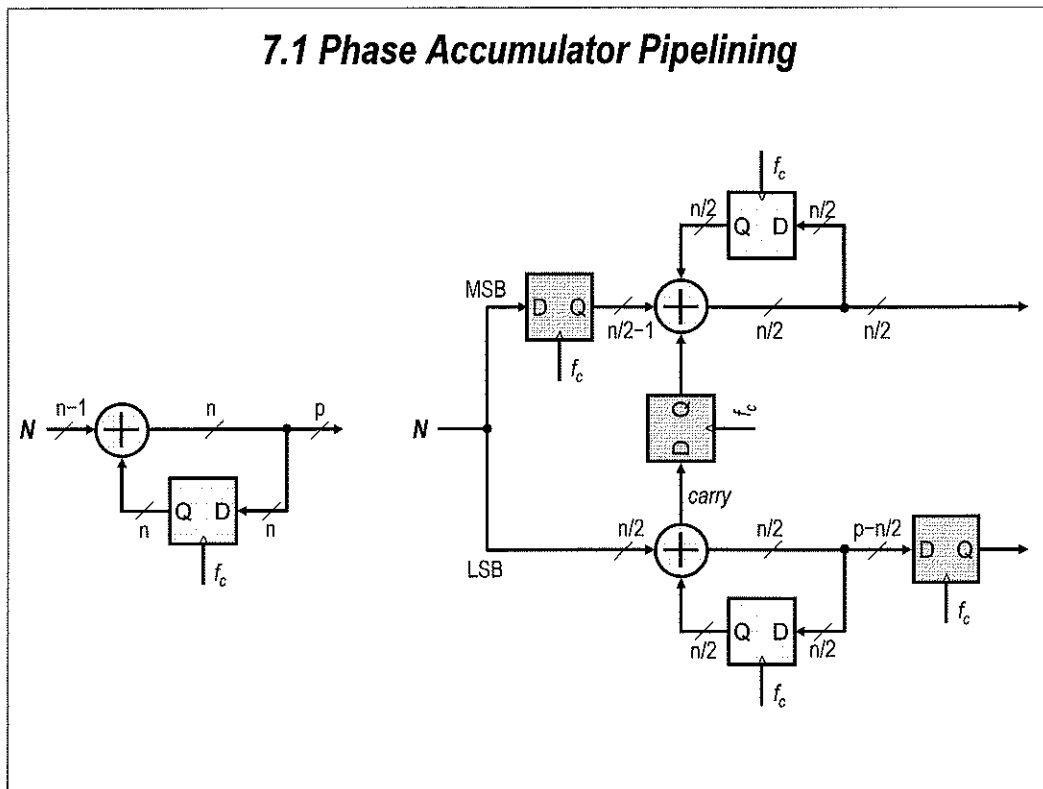 7.1 Phase Accumulator Pipelining
f_c
n/2
Q D
n/2
MSB
D Q
n/2−1
n/2
n/2
f_c
N
n−1
n
p
n
Q D
n
f_c
N
D Q
f_c
carry
n/2
LSB
n/2
p−n/2
D Q
f_c
n/2
Q D
n/2
f_c